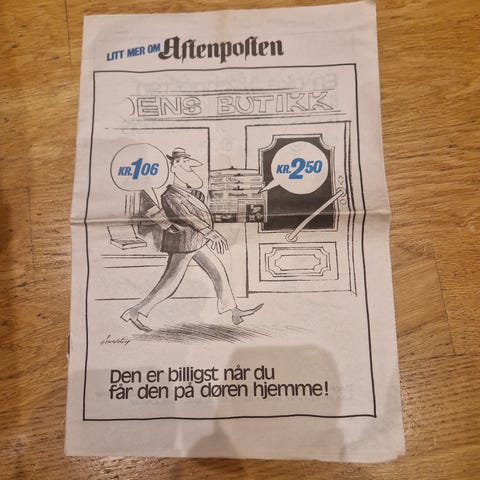 LITT MER OM Aftenposten
ENS BUTIKK
KR. 1 06
KR. 2 50
Den er billigst når du
får den på døren hjemme!